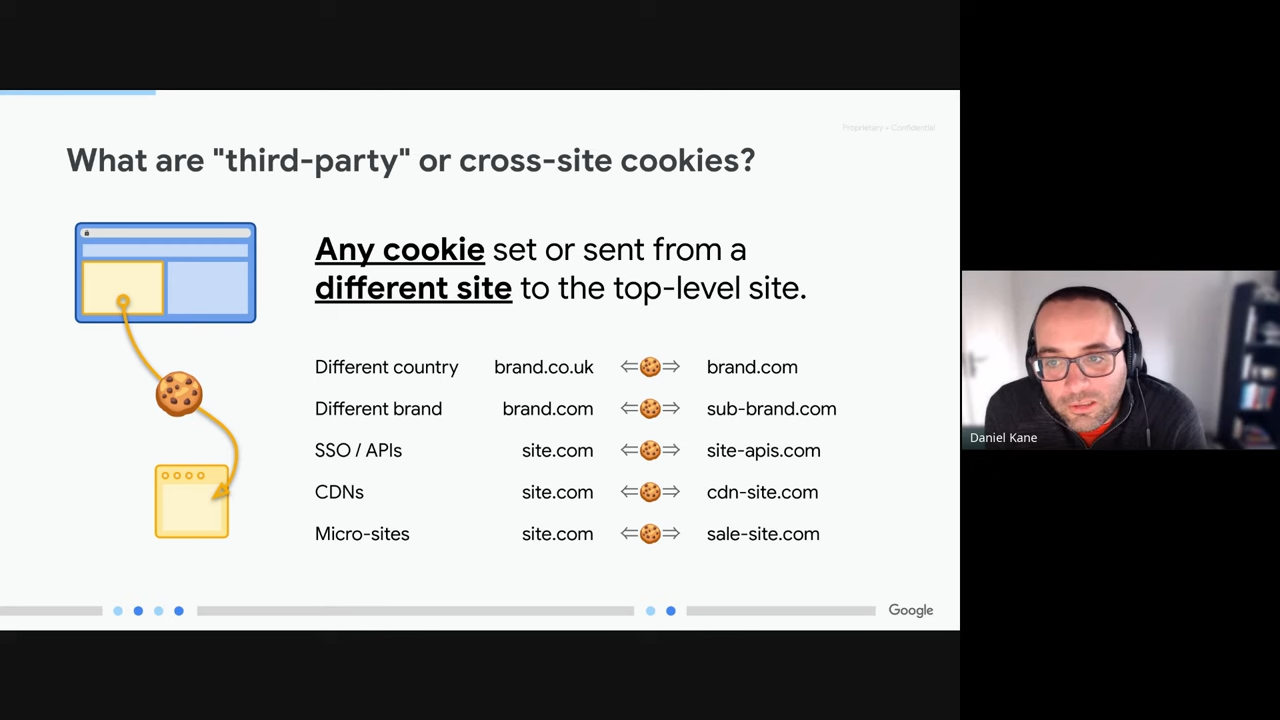 Proprietary + Confidential
What are "third-party" or cross-site cookies?
Any cookie set or sent from a
different site to the top-level site.
Different country brand.co.uk ⇐🍪⇒ brand.com
Different brand brand.com ⇐🍪⇒ sub-brand.com
SSO / APIs site.com ⇐🍪⇒ site-apis.com
CDNs site.com ⇐🍪⇒ cdn-site.com
Micro-sites site.com ⇐🍪⇒ sale-site.com
Google
Daniel Kane